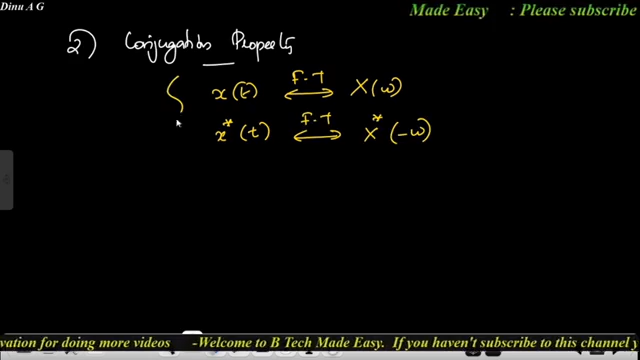 Dinu A G
Made Easy : Please subscribe
2) Conjugation Property
x(t) F.T ⟷ X(ω)
x*(t) F.T ⟷ X*(-ω)
vation for doing more videos -Welcome to B Tech Made Easy. If you haven't subscribe to this channel y